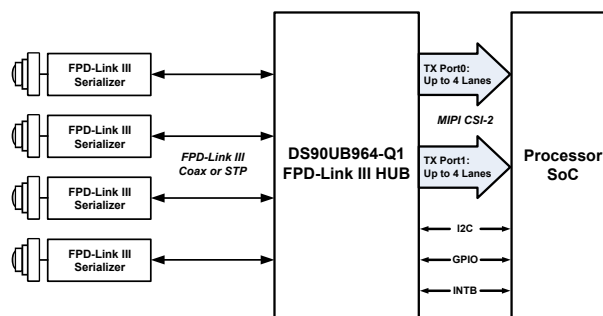 FPD-Link III
Serializer
FPD-Link III
Serializer
FPD-Link III
Serializer
FPD-Link III
Serializer
FPD-Link III
Coax or STP
DS90UB964-Q1
FPD-Link III HUB
TX Port0:
Up to 4 Lanes
MIPI CSI-2
TX Port1:
Up to 4 Lanes
I2C
GPIO
INTB
Processor
SoC